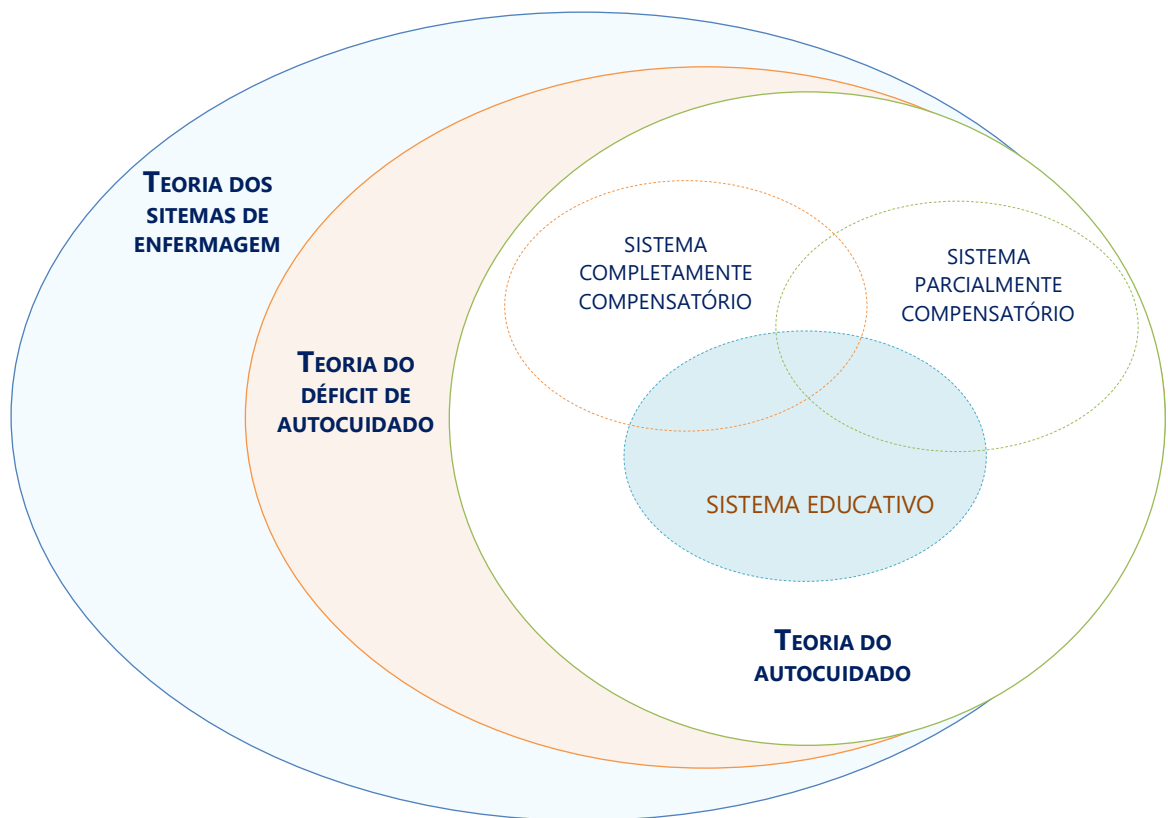 TEORIA DOS
SITEMAS DE
ENFERMAGEM
TEORIA DO
DÉFICIT DE
AUTOCUIDADO
SISTEMA
COMPLETAMENTE
COMPENSATÓRIO
SISTEMA
PARCIALMENTE
COMPENSATÓRIO
SISTEMA EDUCATIVO
TEORIA DO
AUTOCUIDADO